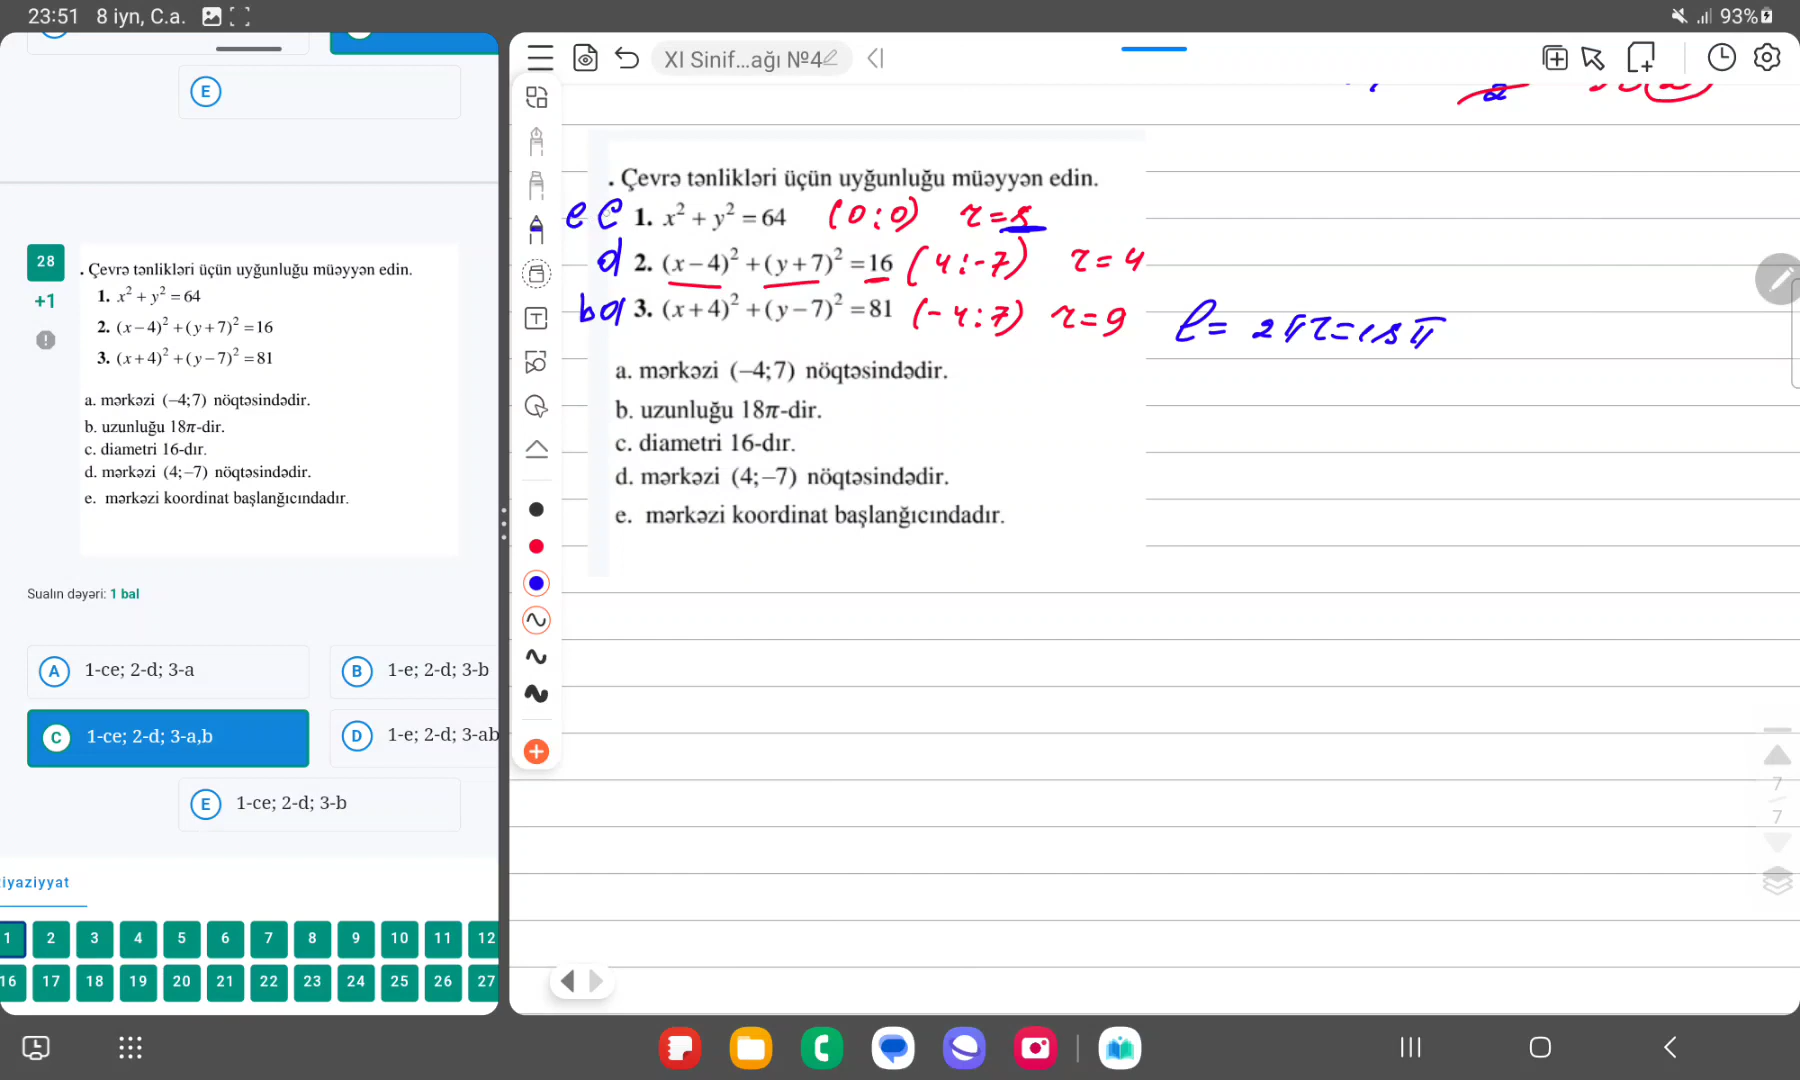 23:51 8 iyn, C.a.
93%
E
28
+1
. Çevrə tənlikləri üçün uyğunluğu müəyyən edin.
1. x² + y² = 64
2. (x − 4)² + (y + 7)² = 16
3. (x + 4)² + (y − 7)² = 81
a. mərkəzi (−4;7) nöqtəsindədir.
b. uzunluğu 18π-dir.
c. diametri 16-dır.
d. mərkəzi (4;−7) nöqtəsindədir.
e. mərkəzi koordinat başlanğıcındadır.
Sualın dəyəri: 1 bal
A 1-ce; 2-d; 3-a
B 1-e; 2-d; 3-b
C 1-ce; 2-d; 3-a,b
D 1-e; 2-d; 3-ab
E 1-ce; 2-d; 3-b
iyaziyyat
1 2 3 4 5 6 7 8 9 10 11 12
16 17 18 19 20 21 22 23 24 25 26 27
XI Sinif...ağı №4
. Çevrə tənlikləri üçün uyğunluğu müəyyən edin.
e c 1. x² + y² = 64 (0;0) r=8
d 2. (x − 4)² + (y + 7)² = 16 (4;-7) r=4
b a 3. (x + 4)² + (y − 7)² = 81 (-4;7) r=9 ℓ= 2πr=18π
a. mərkəzi (−4;7) nöqtəsindədir.
b. uzunluğu 18π-dir.
c. diametri 16-dır.
d. mərkəzi (4;−7) nöqtəsindədir.
e. mərkəzi koordinat başlanğıcındadır.
7
7